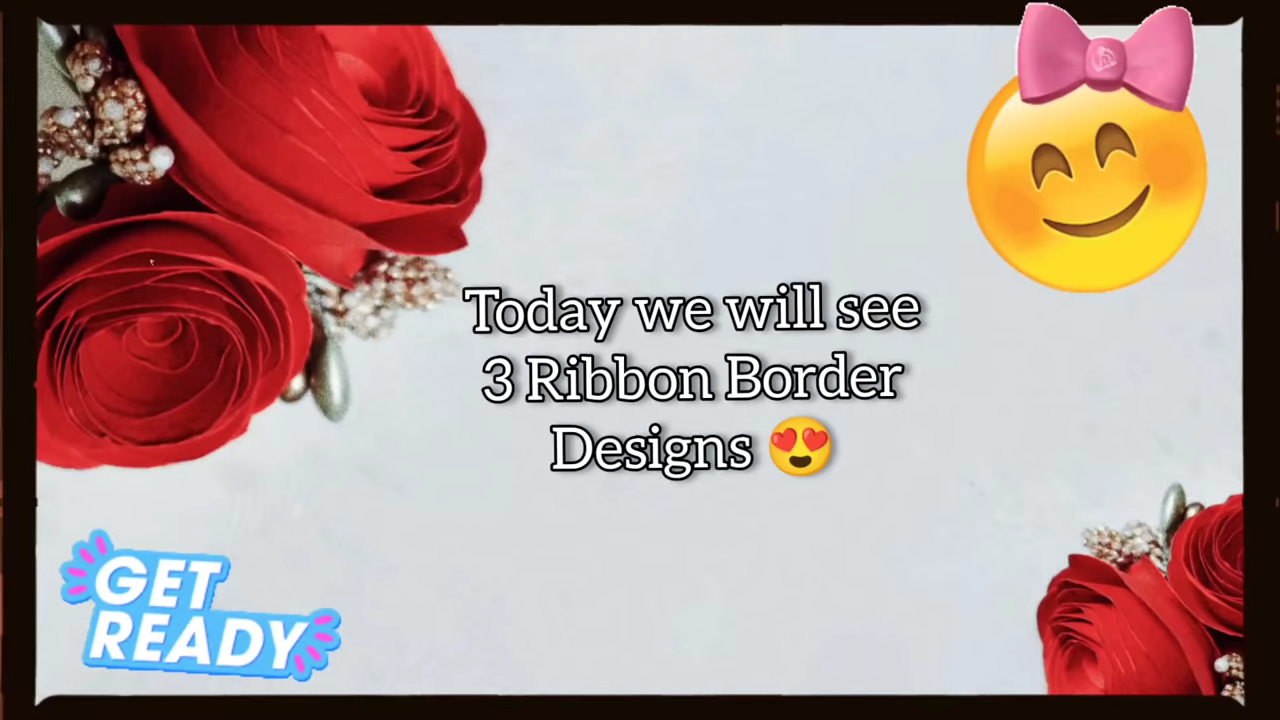 Today we will see
3 Ribbon Border
Designs 😍
GET
READY